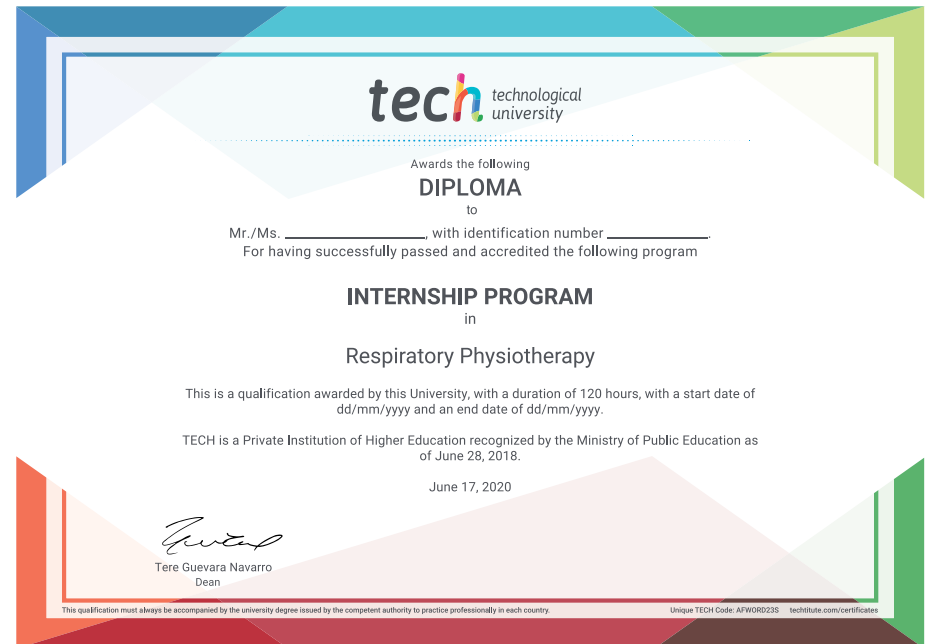 tech technological
university
Awards the following
DIPLOMA
to
Mr./Ms. ____________________, with identification number ______________.
For having successfully passed and accredited the following program
INTERNSHIP PROGRAM
in
Respiratory Physiotherapy
This is a qualification awarded by this University, with a duration of 120 hours, with a start date of
dd/mm/yyyy and an end date of dd/mm/yyyy.
TECH is a Private Institution of Higher Education recognized by the Ministry of Public Education as
of June 28, 2018.
June 17, 2020
Tere Guevara Navarro
Dean
This qualification must always be accompanied by the university degree issued by the competent authority to practice professionally in each country.
Unique TECH Code: AFWORD23S techtitute.com/certificates